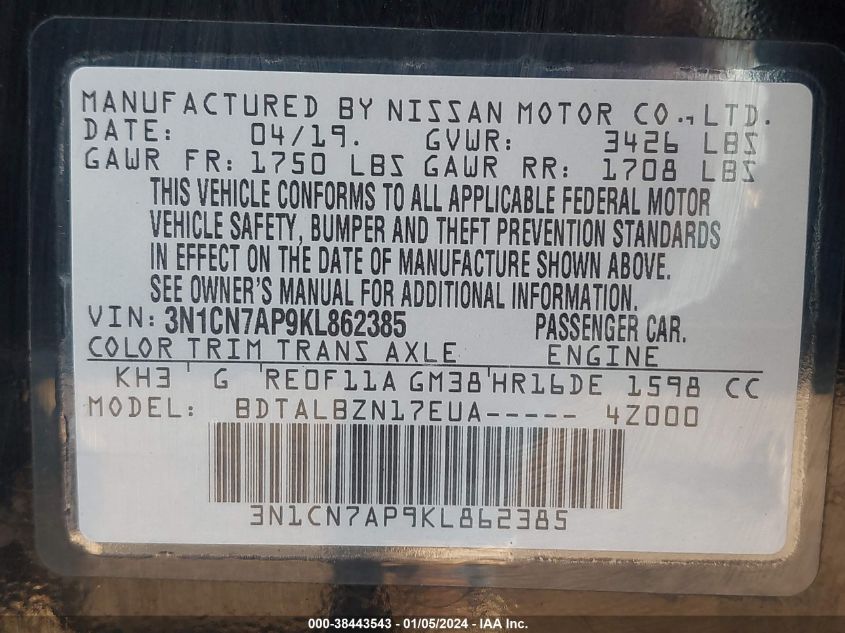 MANUFACTURED BY NISSAN MOTOR CO., LTD.
DATE: 04/19. GVWR: 3426 LBS
GAWR FR: 1750 LBS GAWR RR: 1708 LBS
THIS VEHICLE CONFORMS TO ALL APPLICABLE FEDERAL MOTOR
VEHICLE SAFETY, BUMPER AND THEFT PREVENTION STANDARDS
IN EFFECT ON THE DATE OF MANUFACTURE SHOWN ABOVE.
SEE OWNER'S MANUAL FOR ADDITIONAL INFORMATION.
VIN: 3N1CN7AP9KL862385 PASSENGER CAR.
COLOR TRIM TRANS AXLE ENGINE
KH3 G RE0F11A GM38 HR16DE 1598 CC
MODEL: BDTALBZN17EUA----- 4Z000
3N1CN7AP9KL862385
000-38443543 - 01/05/2024 - IAA Inc.